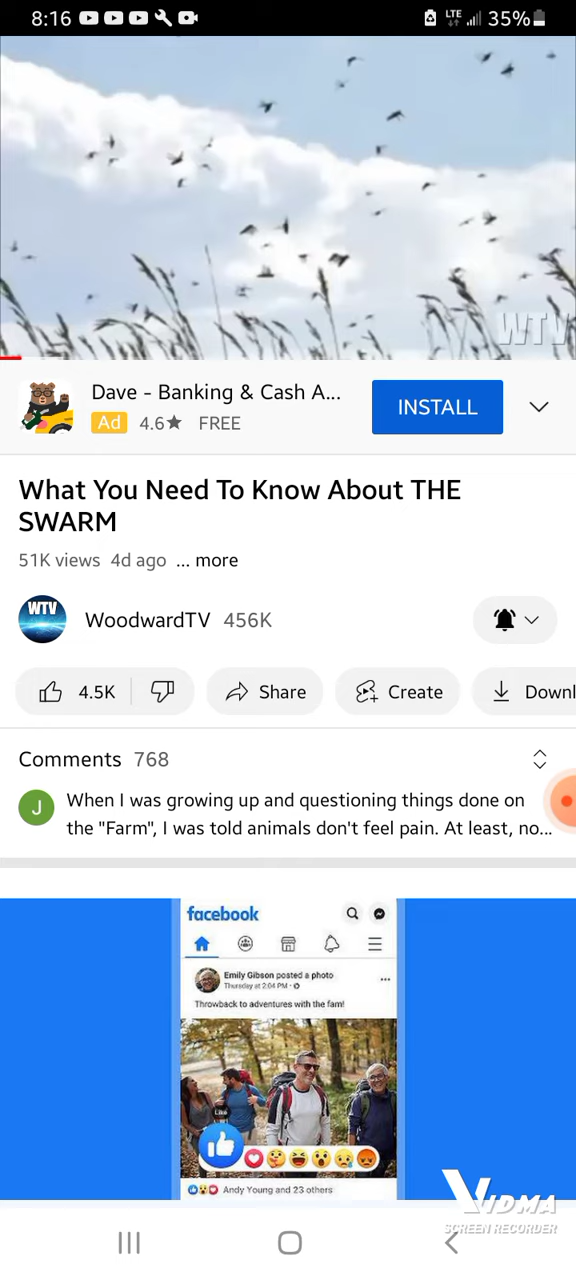 8:16
LTE
35%
WTV
Dave - Banking & Cash A...
Ad 4.6★ FREE
INSTALL
What You Need To Know About THE
SWARM
51K views 4d ago ... more
WTV
WoodwardTV 456K
4.5K
Share
Create
Downl
Comments 768
J
When I was growing up and questioning things done on
the "Farm", I was told animals don't feel pain. At least, no...
facebook
Emily Gibson posted a photo
Thursday at 2:04 PM ·
Throwback to adventures with the fam!
Like
Andy Young and 23 others
VIDMA
SCREEN RECORDER